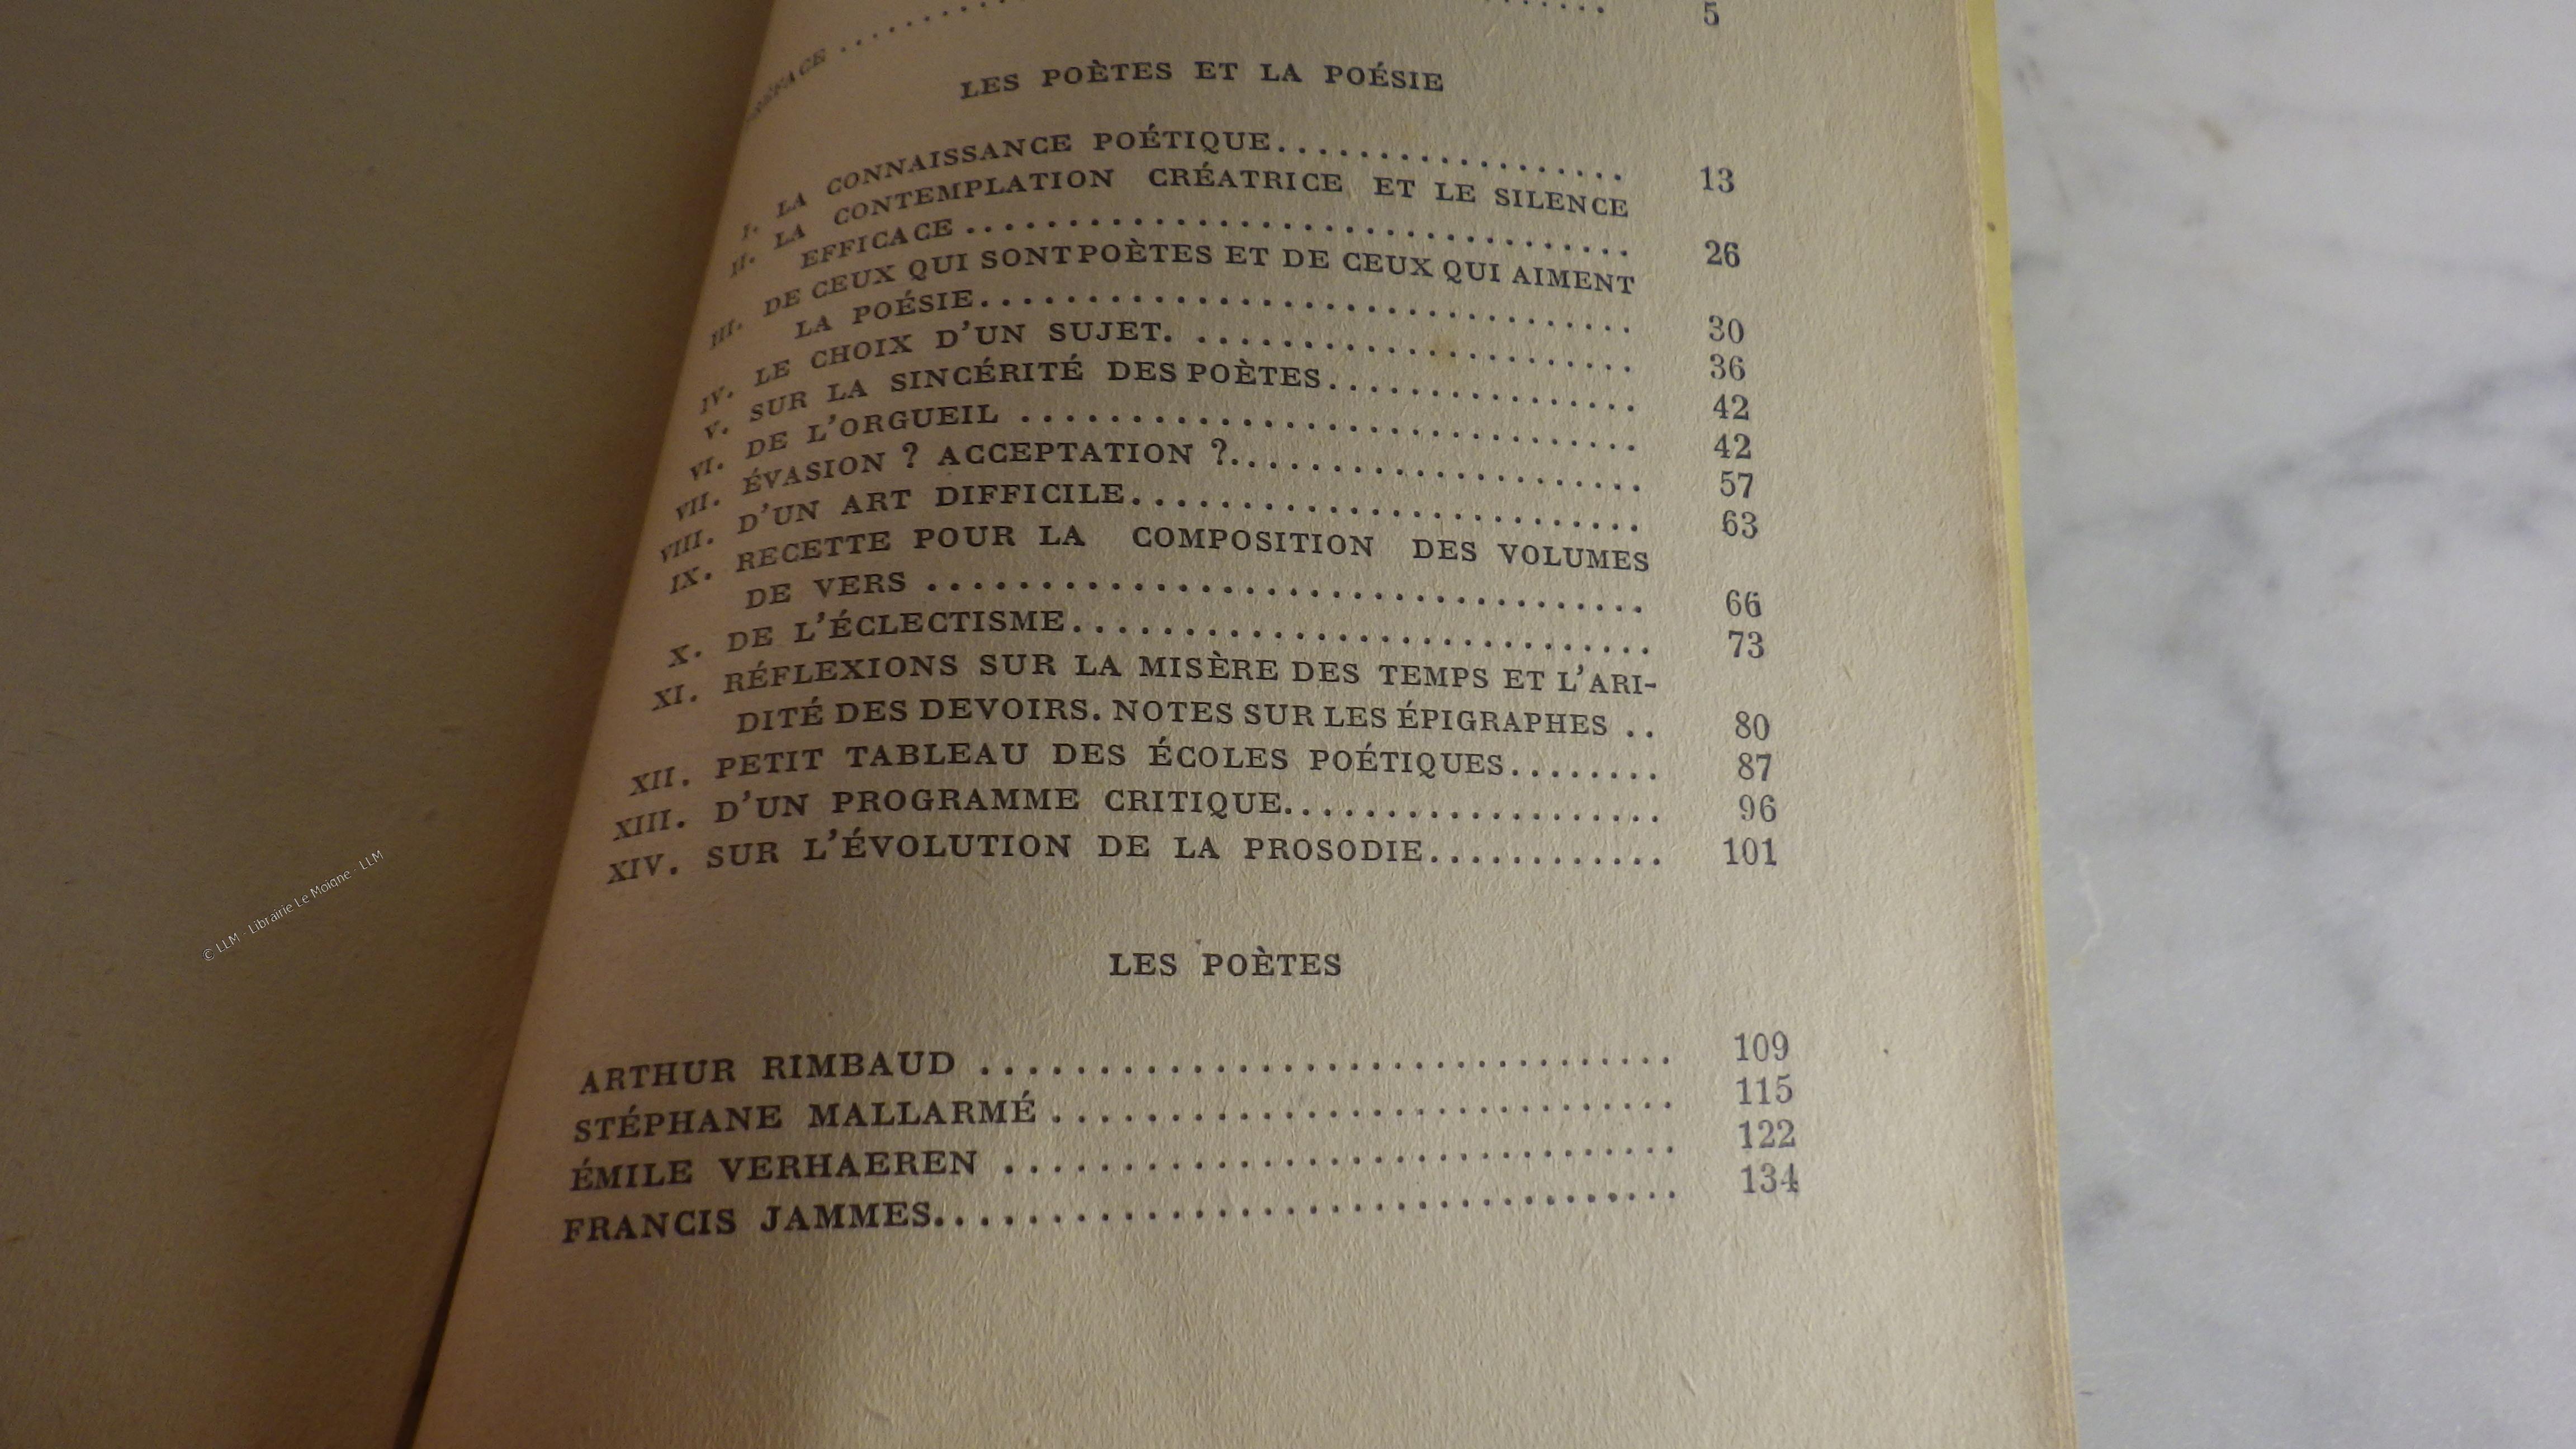 PRÉFACE .................... 5
LES POÈTES ET LA POÉSIE
I. LA CONNAISSANCE POÉTIQUE.................. 13
II. LA CONTEMPLATION CRÉATRICE ET LE SILENCE
EFFICACE .................................. 26
III. DE CEUX QUI SONT POÈTES ET DE CEUX QUI AIMENT
LA POÉSIE.................................. 30
IV. LE CHOIX D'UN SUJET. ...................... 36
V. SUR LA SINCÉRITÉ DES POÈTES................ 42
VI. DE L'ORGUEIL .............................. 42
VII. ÉVASION ? ACCEPTATION ?.................... 57
VIII. D'UN ART DIFFICILE......................... 63
IX. RECETTE POUR LA COMPOSITION DES VOLUMES
DE VERS ................................... 66
X. DE L'ÉCLECTISME............................ 73
XI. RÉFLEXIONS SUR LA MISÈRE DES TEMPS ET L'ARI-
DITÉ DES DEVOIRS. NOTES SUR LES ÉPIGRAPHES .. 80
XII. PETIT TABLEAU DES ÉCOLES POÉTIQUES........ 87
XIII. D'UN PROGRAMME CRITIQUE................... 96
XIV. SUR L'ÉVOLUTION DE LA PROSODIE............ 101
LES POÈTES
ARTHUR RIMBAUD ................................ 109
STÉPHANE MALLARMÉ ............................. 115
ÉMILE VERHAEREN ............................... 122
FRANCIS JAMMES................................. 134
© LLM - Librairie Le Moigne - LLM